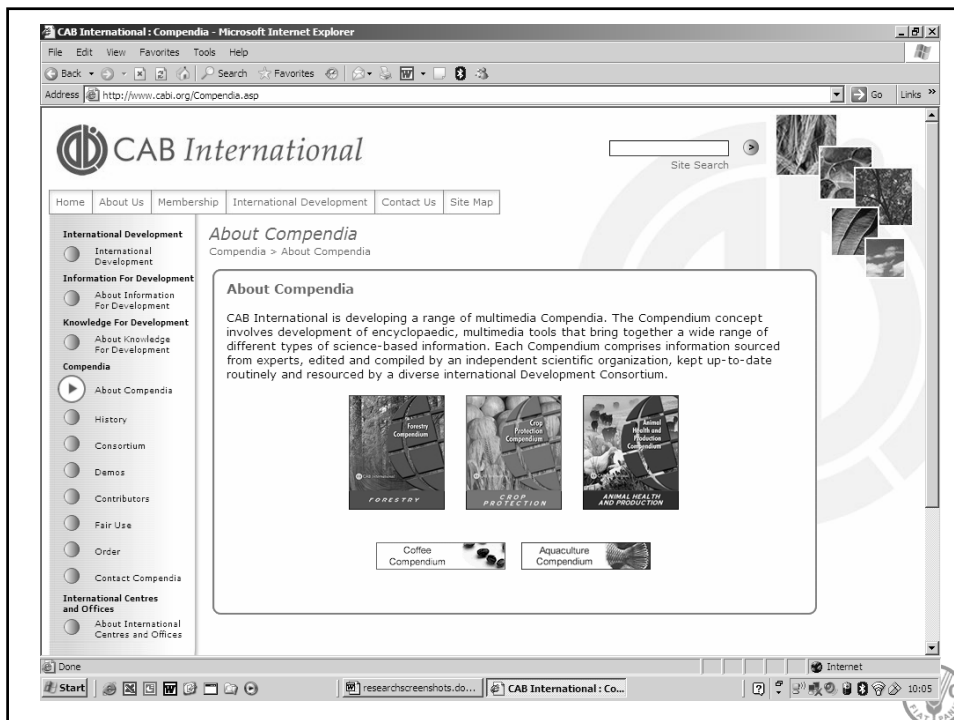 CAB International : Compendia - Microsoft Internet Explorer
File Edit View Favorites Tools Help
Back Search Favorites
Address http://www.cabi.org/Compendia.asp Go Links »
CAB International
Site Search
Home About Us Membership International Development Contact Us Site Map
International Development
International
Development
Information For Development
About Information
For Development
Knowledge For Development
About Knowledge
For Development
Compendia
About Compendia
History
Consortium
Demos
Contributors
Fair Use
Order
Contact Compendia
International Centres
and Offices
About International
Centres and Offices
About Compendia
Compendia > About Compendia
About Compendia
CAB International is developing a range of multimedia Compendia. The Compendium concept
involves development of encyclopaedic, multimedia tools that bring together a wide range of
different types of science-based information. Each Compendium comprises information sourced
from experts, edited and compiled by an independent scientific organization, kept up-to-date
routinely and resourced by a diverse international Development Consortium.
Forestry
Compendium
FORESTRY
Crop
Protection
Compendium
CROP
PROTECTION
Animal
Health and
Production
Compendium
ANIMAL HEALTH
AND PRODUCTION
Coffee
Compendium
Aquaculture
Compendium
Done Internet
Start researchscreenshots.do... CAB International : Co... 10:05